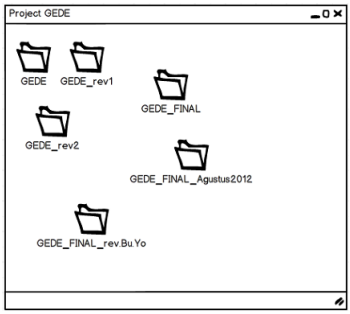 Project GEDE
GEDE
GEDE_rev1
GEDE_FINAL
GEDE_rev2
GEDE_FINAL_Agustus2012
GEDE_FINAL_rev.Bu.Yo